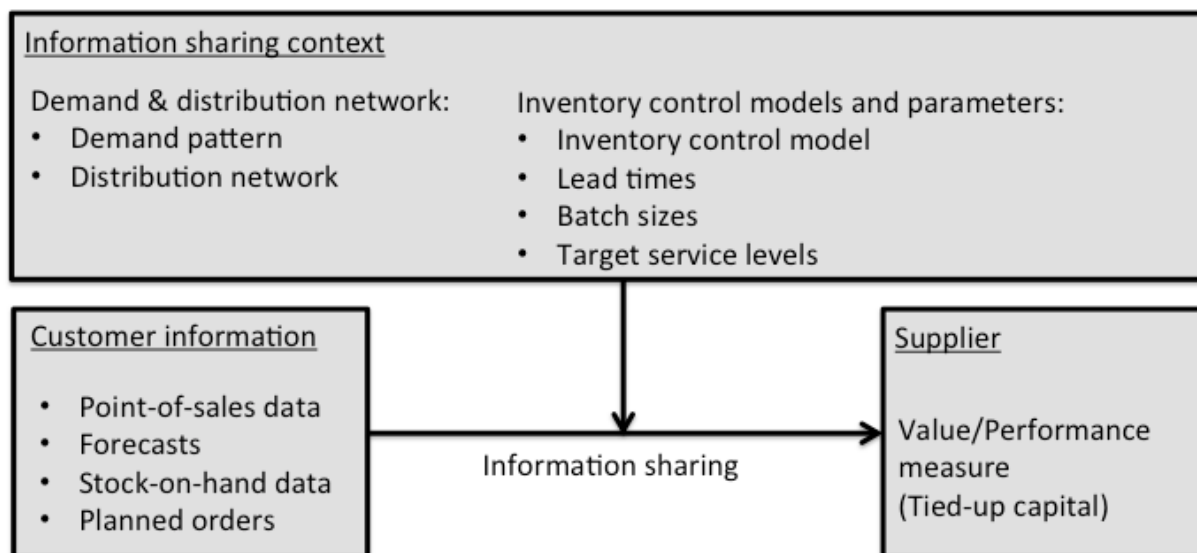 Information sharing context
Demand & distribution network:
• Demand pattern
• Distribution network
Inventory control models and parameters:
• Inventory control model
• Lead times
• Batch sizes
• Target service levels
Customer information
• Point-of-sales data
• Forecasts
• Stock-on-hand data
• Planned orders
Information sharing
Supplier
Value/Performance
measure
(Tied-up capital)